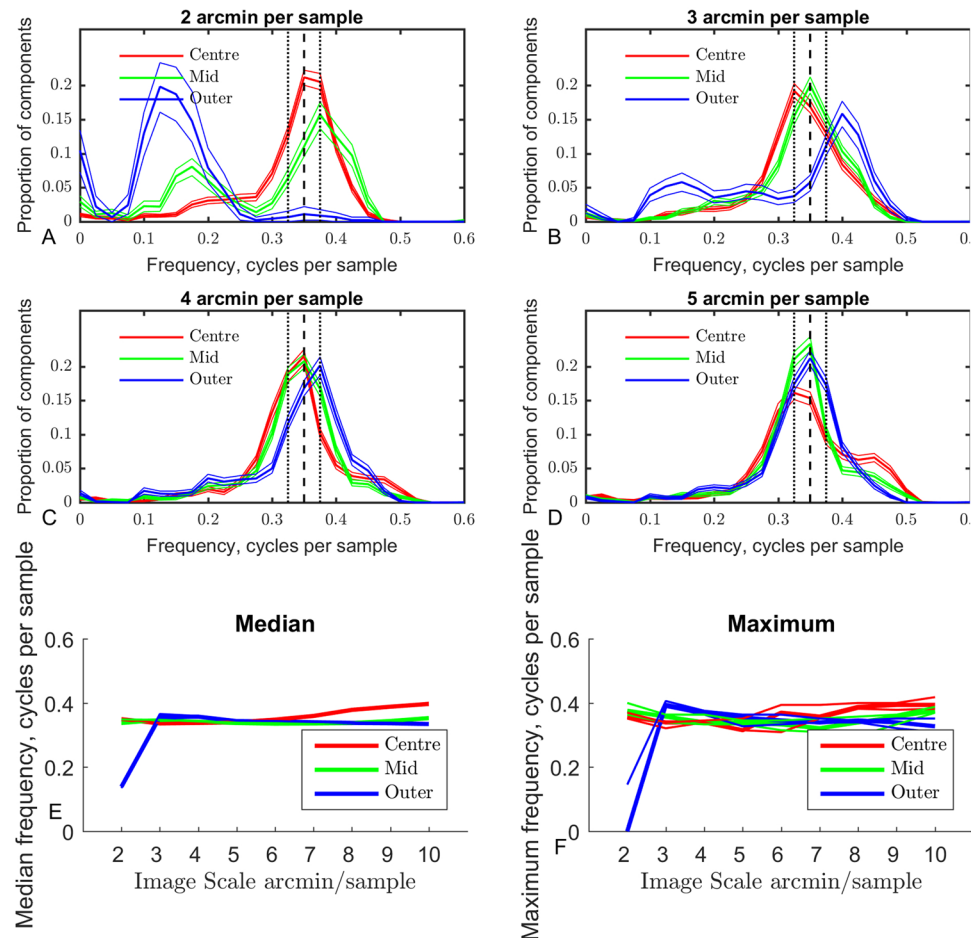 2 arcmin per sample
Proportion of components
0.2
0.15
0.1
0.05
0
Centre
Mid
Outer
0 0.1 0.2 0.3 0.4 0.5 0.6
A
Frequency, cycles per sample
3 arcmin per sample
Proportion of components
0.2
0.15
0.1
0.05
0
Centre
Mid
Outer
0 0.1 0.2 0.3 0.4 0.5
B
Frequency, cycles per sample
4 arcmin per sample
Proportion of components
0.2
0.15
0.1
0.05
0
Centre
Mid
Outer
0 0.1 0.2 0.3 0.4 0.5 0.6
C
Frequency, cycles per sample
5 arcmin per sample
Proportion of components
0.2
0.15
0.1
0.05
0
Centre
Mid
Outer
0 0.1 0.2 0.3 0.4 0.5
D
Frequency, cycles per sample
Median
Median frequency, cycles per sample
0.6
0.4
0.2
0
Centre
Mid
Outer
E
2 3 4 5 6 7 8 9 10
Image Scale arcmin/sample
Maximum
Maximum frequency, cycles per sample
0.6
0.4
0.2
0
Centre
Mid
Outer
F
2 3 4 5 6 7 8 9 10
Image Scale arcmin/sample